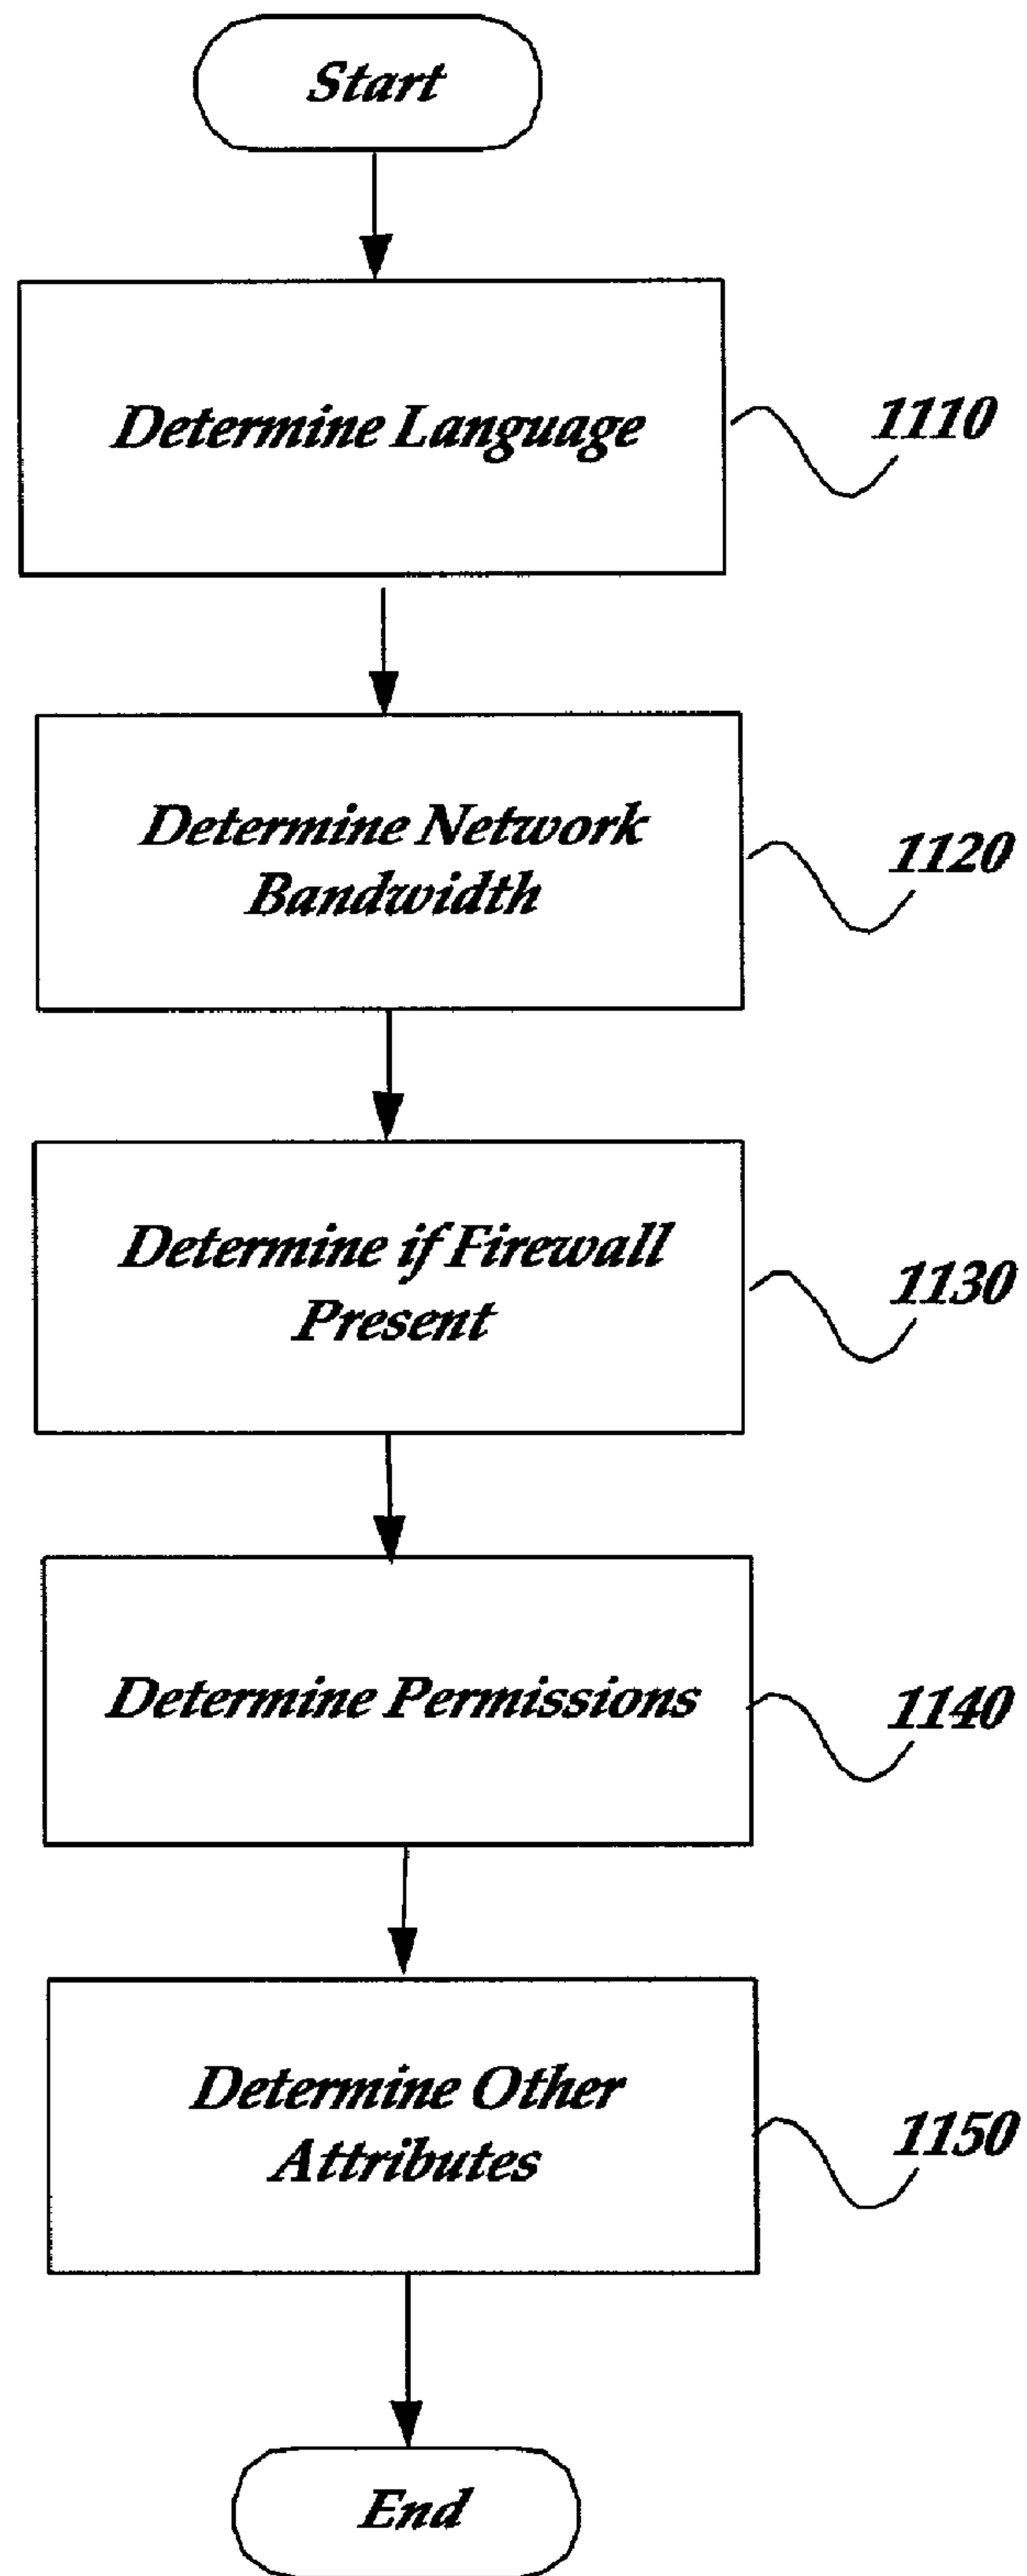 Start
Determine Language
1110
Determine Network
Bandwidth
1120
Determine if Firewall
Present
1130
Determine Permissions
1140
Determine Other
Attributes
1150
End